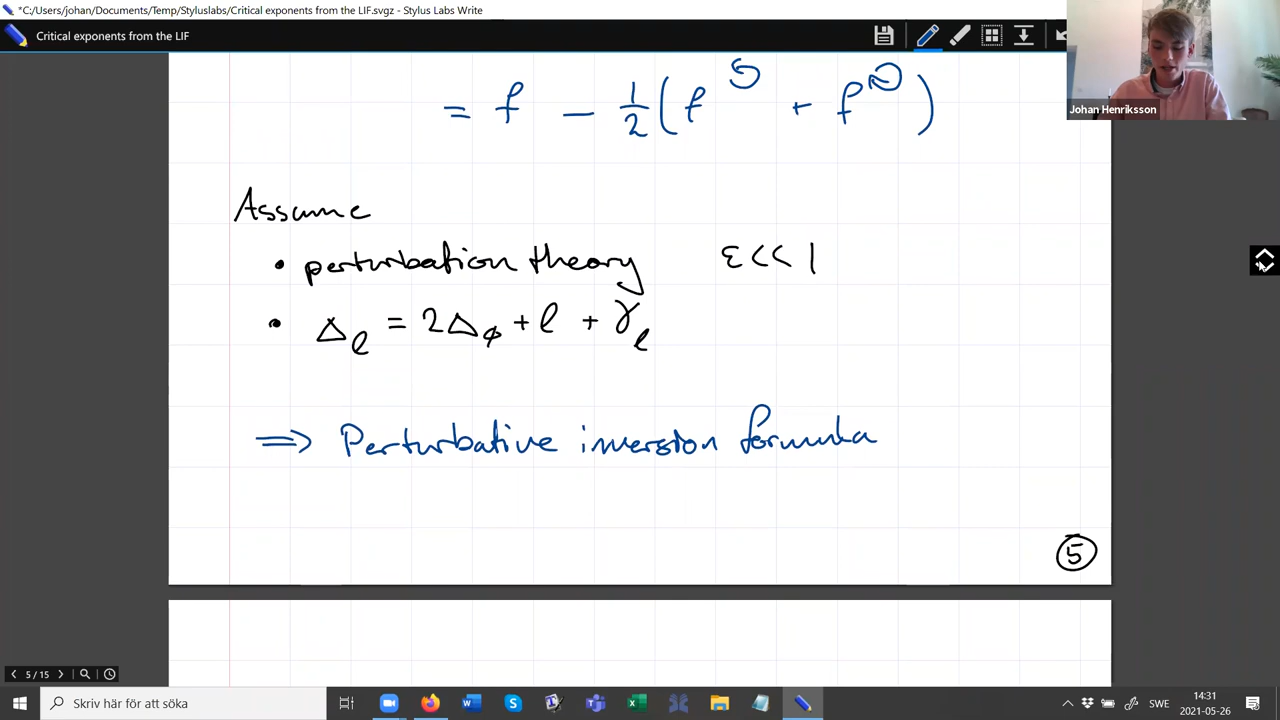 *C:/Users/johan/Documents/Temp/Styluslabs/Critical exponents from the LIF.svgz - Stylus Labs Write
Critical exponents from the LIF
Johan Henriksson
= f - 1/2 (f^↺ + f^↻)
Assume
• perturbation theory ε << 1
• Δ_ℓ = 2Δ_φ + ℓ + γ_ℓ
⇒ Perturbative inversion formula
5
5 / 15
Skriv här för att söka
SWE
14:31
2021-05-26